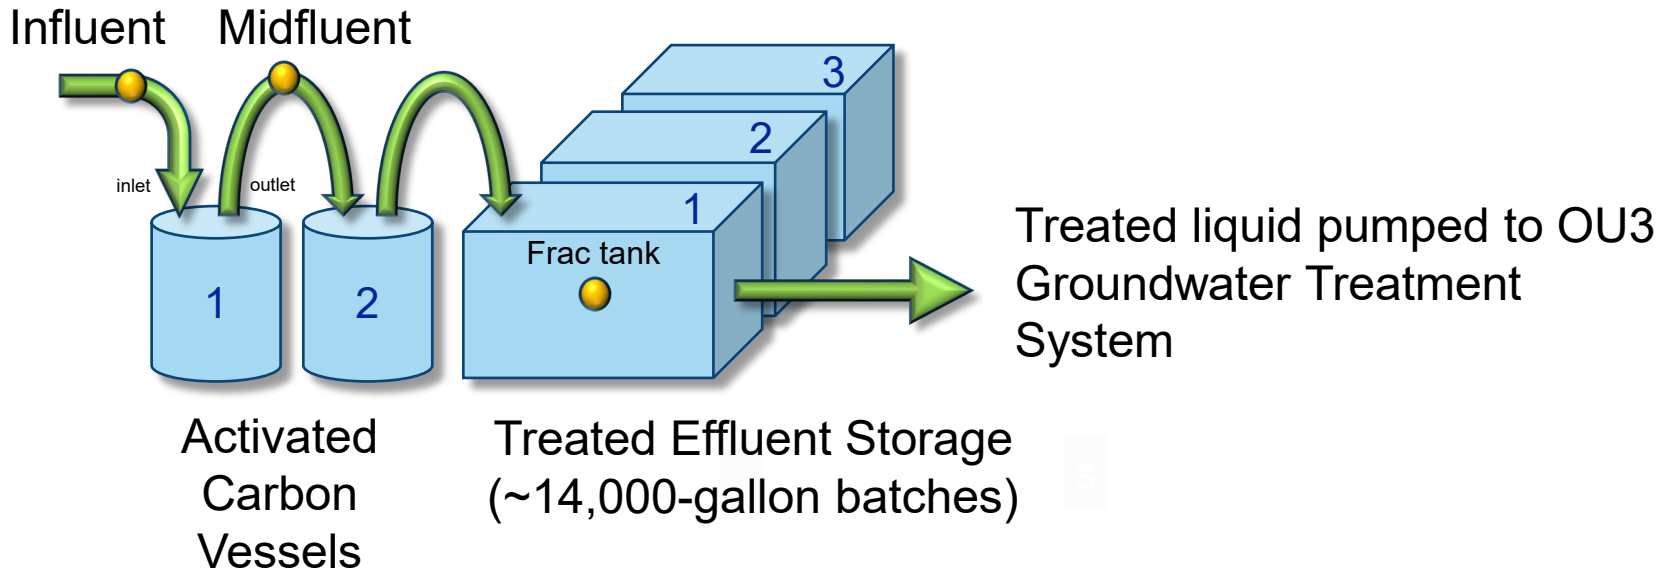 Influent
Midfluent
3
2
1
inlet
outlet
Frac tank
1
2
Treated liquid pumped to OU3
Groundwater Treatment
System
Activated
Carbon
Vessels
Treated Effluent Storage
(~14,000-gallon batches)
s